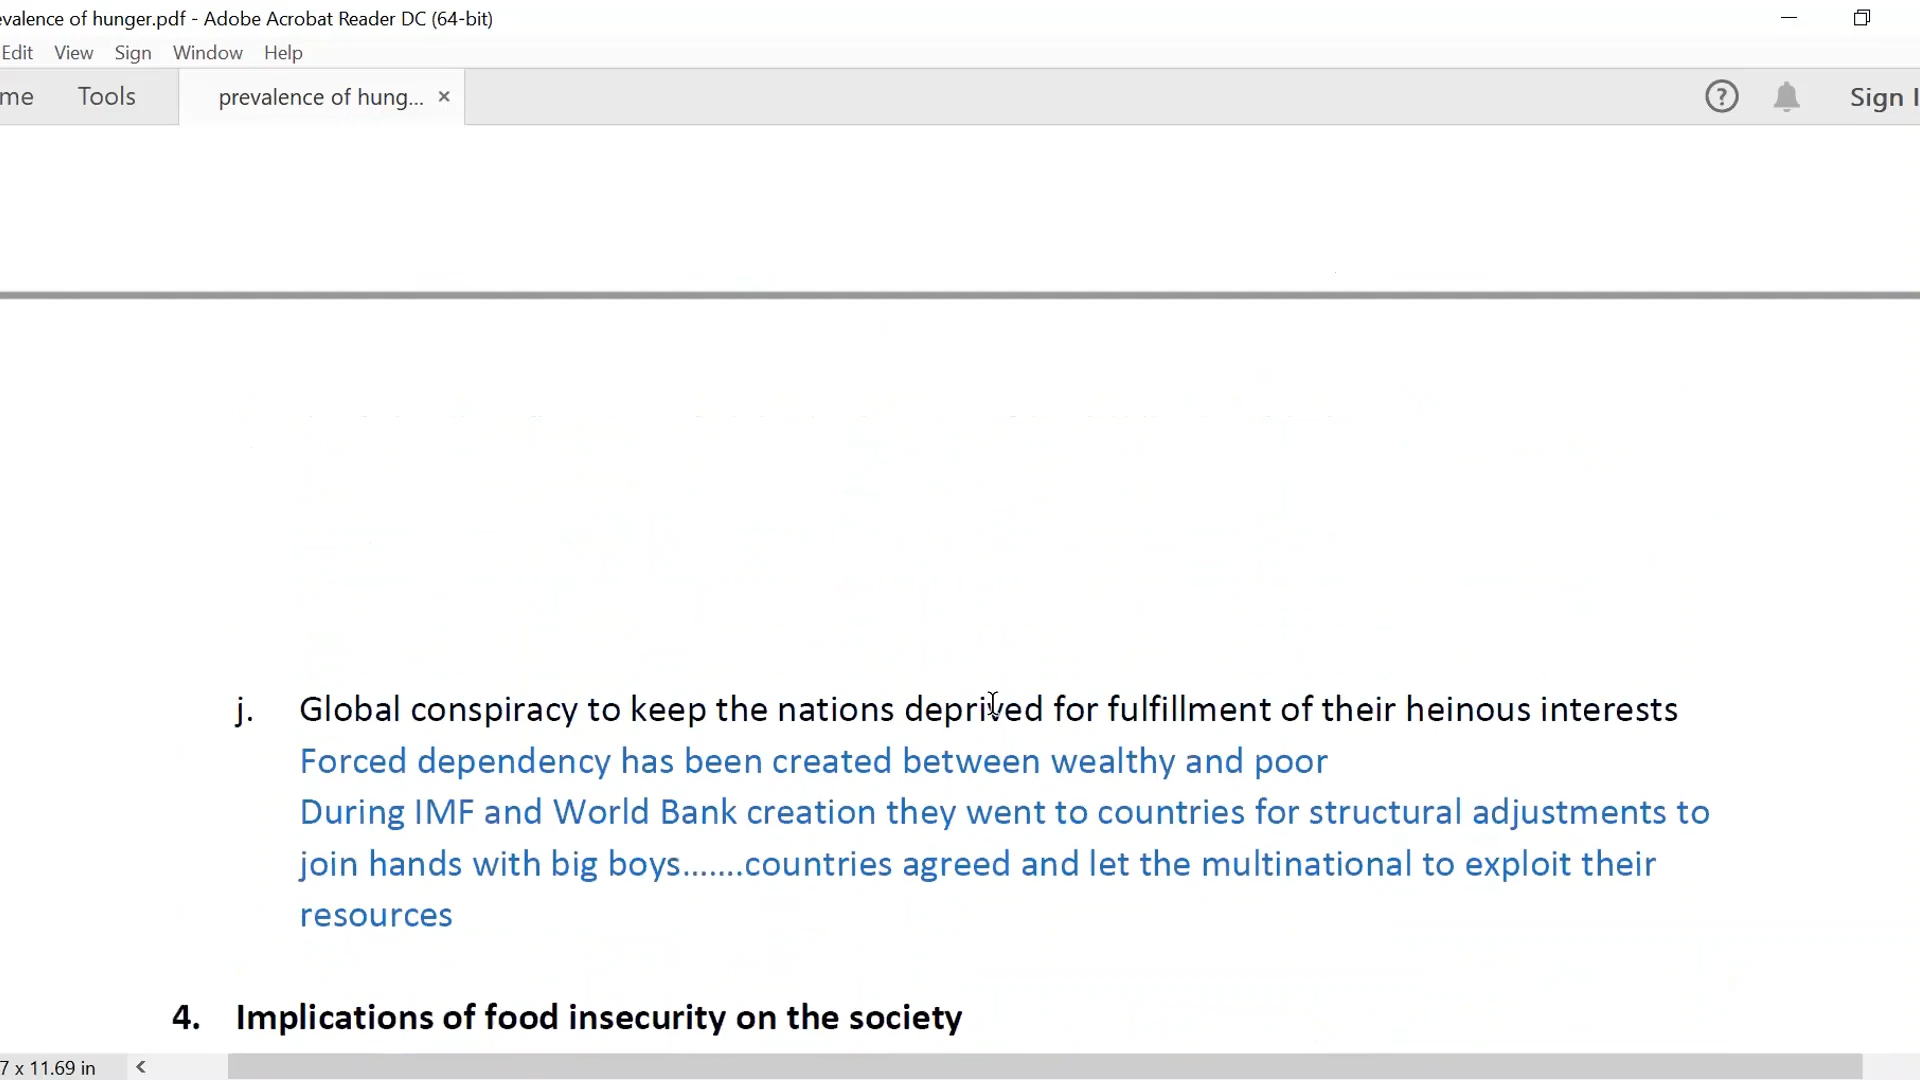 evalence of hunger.pdf - Adobe Acrobat Reader DC (64-bit)
Edit View Sign Window Help
me Tools prevalence of hung... × ? Sign I
j. Global conspiracy to keep the nations deprived for fulfillment of their heinous interests
Forced dependency has been created between wealthy and poor
During IMF and World Bank creation they went to countries for structural adjustments to
join hands with big boys.......countries agreed and let the multinational to exploit their
resources
4. Implications of food insecurity on the society
7 x 11.69 in